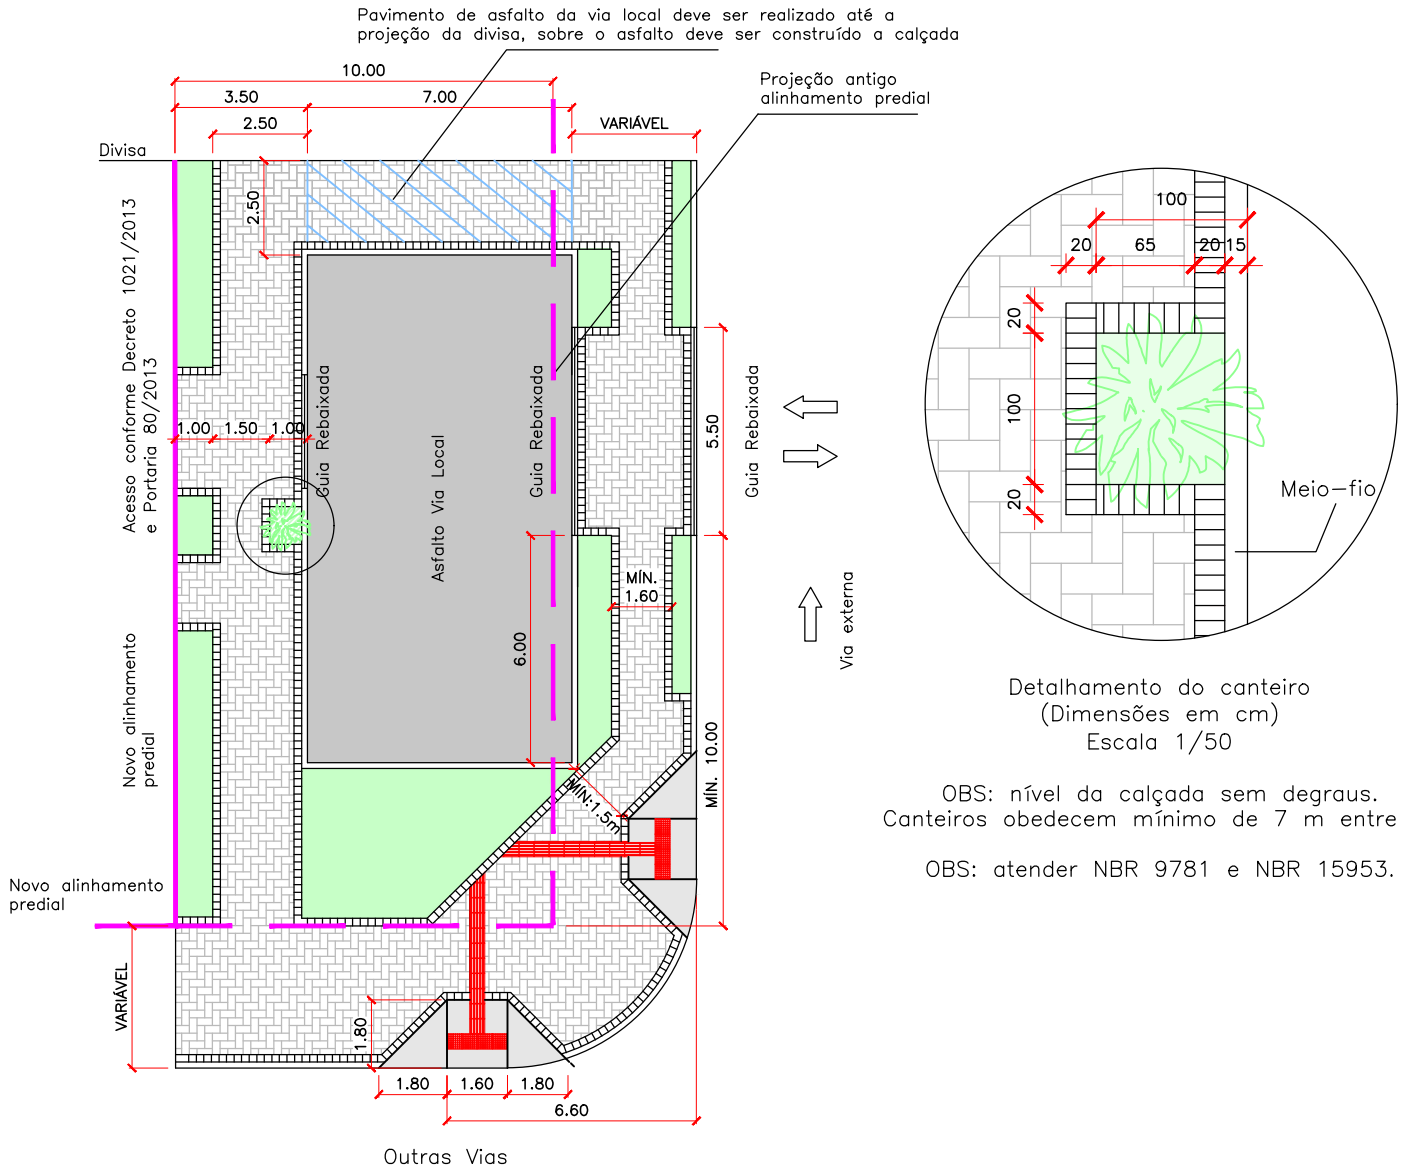 Pavimento de asfalto da via local deve ser realizado até a
projeção da divisa, sobre o asfalto deve ser construído a calçada
10.00
Projeção antigo
alinhamento predial
3.50
7.00
2.50
VARIÁVEL
Divisa
2.50
Acesso conforme Decreto 1021/2013
e Portaria 80/2013
1.00
1.50
1.00
Guia Rebaixada
Asfalto Via Local
Guia Rebaixada
5.50
Guia Rebaixada
MÍN.
1.60
6.00
Via externa
Novo alinhamento
predial
MÍN. 10.00
MÍN:1.5m
Novo alinhamento
predial
VARIÁVEL
1.80
1.80
1.60
1.80
6.60
Outras Vias
100
20
65
20
15
20
100
20
Meio-fio
Detalhamento do canteiro
(Dimensões em cm)
Escala 1/50
OBS: nível da calçada sem degraus.
Canteiros obedecem mínimo de 7 m entre
OBS: atender NBR 9781 e NBR 15953.